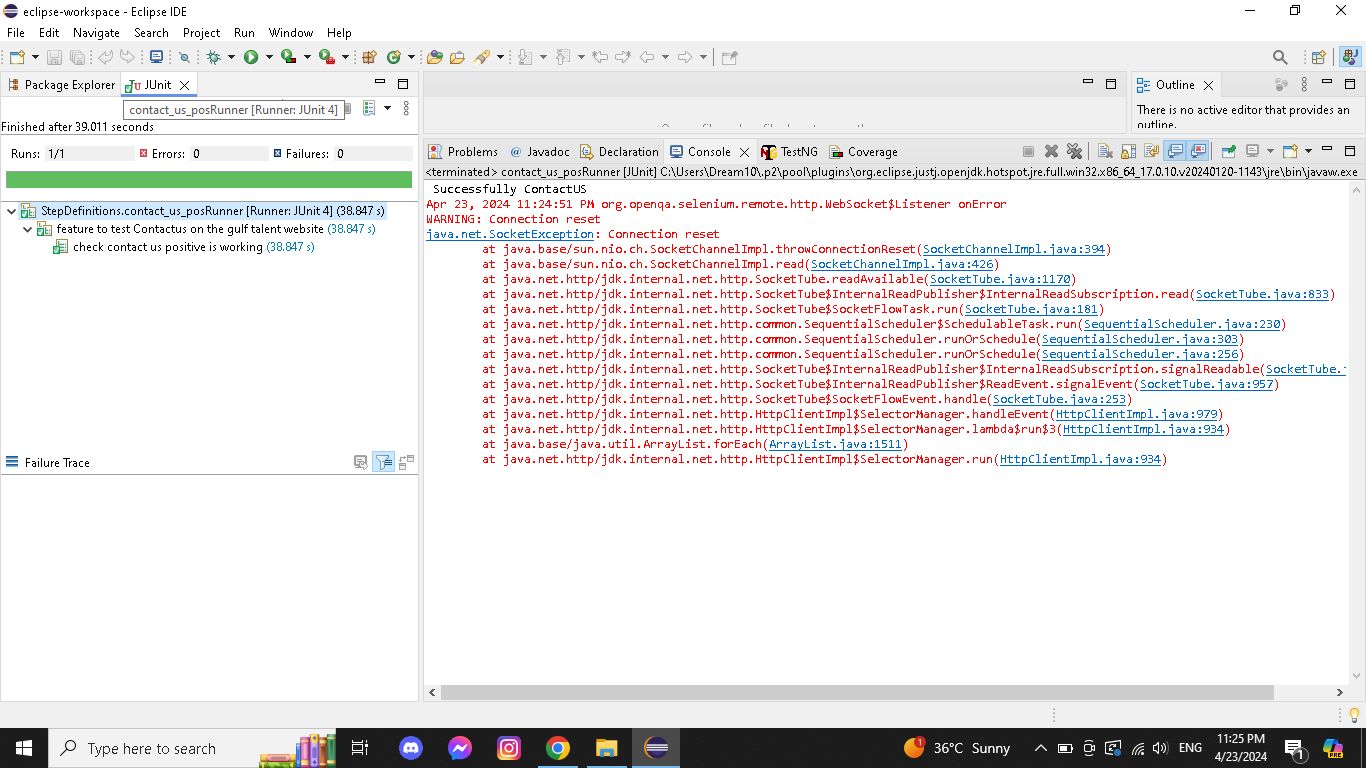 eclipse-workspace - Eclipse IDE
File Edit Navigate Search Project Run Window Help
Package Explorer
JUnit
contact_us_posRunner [Runner: JUnit 4]
Finished after 39.011 seconds
Runs: 1/1
Errors: 0
Failures: 0
StepDefinitions.contact_us_posRunner [Runner: JUnit 4] (38.847 s)
feature to test Contactus on the gulf talent website (38.847 s)
check contact us positive is working (38.847 s)
Failure Trace
Outline
There is no active editor that provides an
outline.
Problems
Javadoc
Declaration
Console
TestNG
Coverage
<terminated> contact_us_posRunner [JUnit] C:\Users\Dream10\.p2\pool\plugins\org.eclipse.justj.openjdk.hotspot.jre.full.win32.x86_64_17.0.10.v20240120-1143\jre\bin\javaw.exe
Successfully ContactUS
Apr 23, 2024 11:24:51 PM org.openqa.selenium.remote.http.WebSocket$Listener onError
WARNING: Connection reset
java.net.SocketException: Connection reset
at java.base/sun.nio.ch.SocketChannelImpl.throwConnectionReset(SocketChannelImpl.java:394)
at java.base/sun.nio.ch.SocketChannelImpl.read(SocketChannelImpl.java:426)
at java.net.http/jdk.internal.net.http.SocketTube.readAvailable(SocketTube.java:1170)
at java.net.http/jdk.internal.net.http.SocketTube$InternalReadPublisher$InternalReadSubscription.read(SocketTube.java:833)
at java.net.http/jdk.internal.net.http.SocketTube$SocketFlowTask.run(SocketTube.java:181)
at java.net.http/jdk.internal.net.http.common.SequentialScheduler$SchedulableTask.run(SequentialScheduler.java:230)
at java.net.http/jdk.internal.net.http.common.SequentialScheduler.runOrSchedule(SequentialScheduler.java:303)
at java.net.http/jdk.internal.net.http.common.SequentialScheduler.runOrSchedule(SequentialScheduler.java:256)
at java.net.http/jdk.internal.net.http.SocketTube$InternalReadPublisher$InternalReadSubscription.signalReadable(SocketTube.
at java.net.http/jdk.internal.net.http.SocketTube$InternalReadPublisher$ReadEvent.signalEvent(SocketTube.java:957)
at java.net.http/jdk.internal.net.http.SocketTube$SocketFlowEvent.handle(SocketTube.java:253)
at java.net.http/jdk.internal.net.http.HttpClientImpl$SelectorManager.handleEvent(HttpClientImpl.java:979)
at java.net.http/jdk.internal.net.http.HttpClientImpl$SelectorManager.lambda$run$3(HttpClientImpl.java:934)
at java.base/java.util.ArrayList.forEach(ArrayList.java:1511)
at java.net.http/jdk.internal.net.http.HttpClientImpl$SelectorManager.run(HttpClientImpl.java:934)
Type here to search
1
36°C Sunny
ENG
11:25 PM
4/23/2024
1
PRE